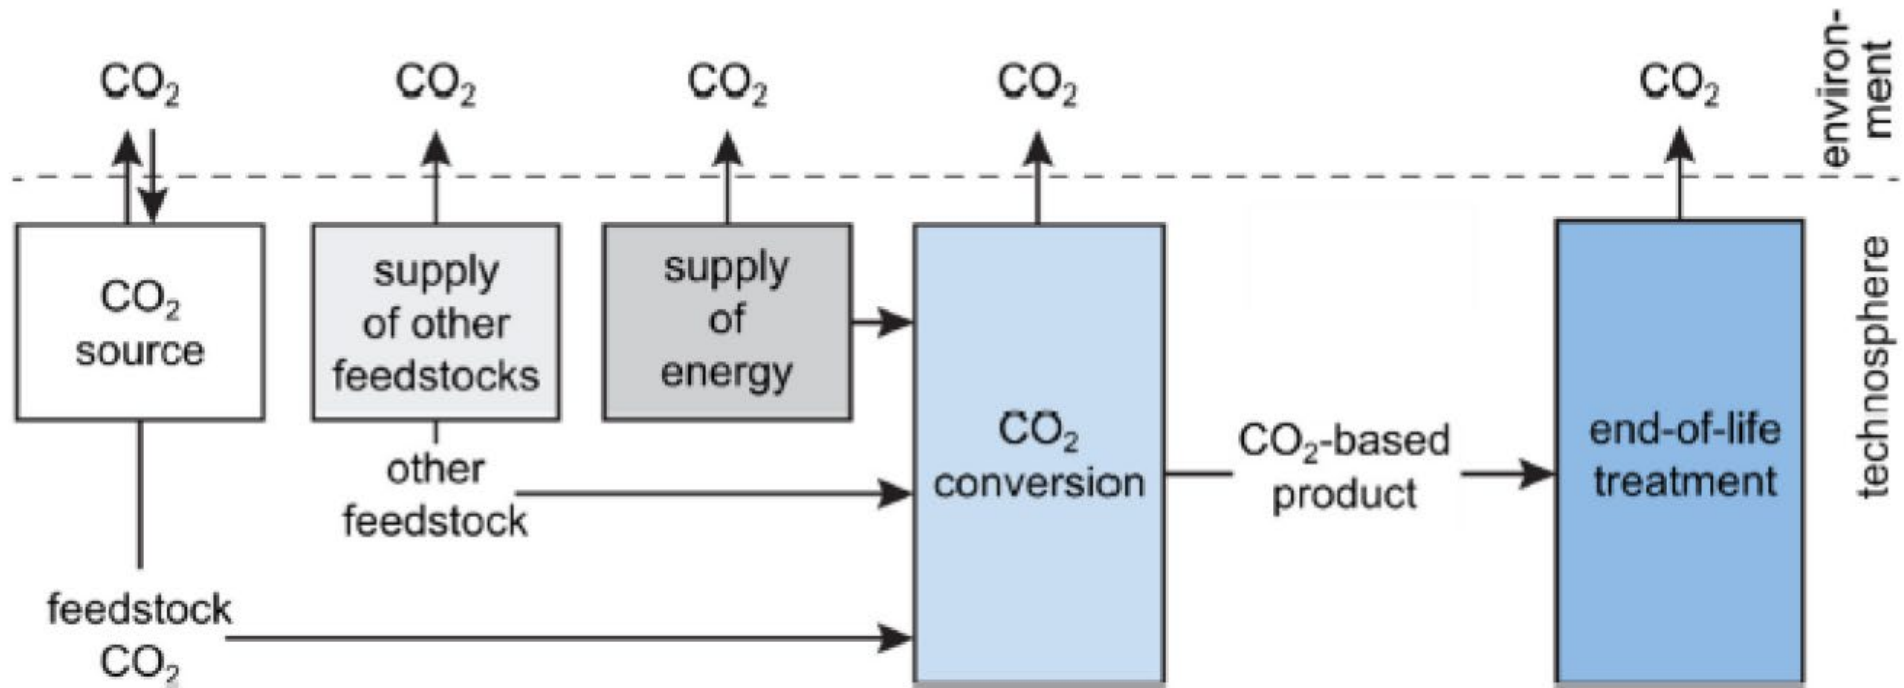 CO₂
CO₂
CO₂
CO₂
CO₂
environ-
ment
CO₂
source
supply
of other
feedstocks
supply
of
energy
CO₂
conversion
end-of-life
treatment
technosphere
other
feedstock
CO₂-based
product
feedstock
CO₂